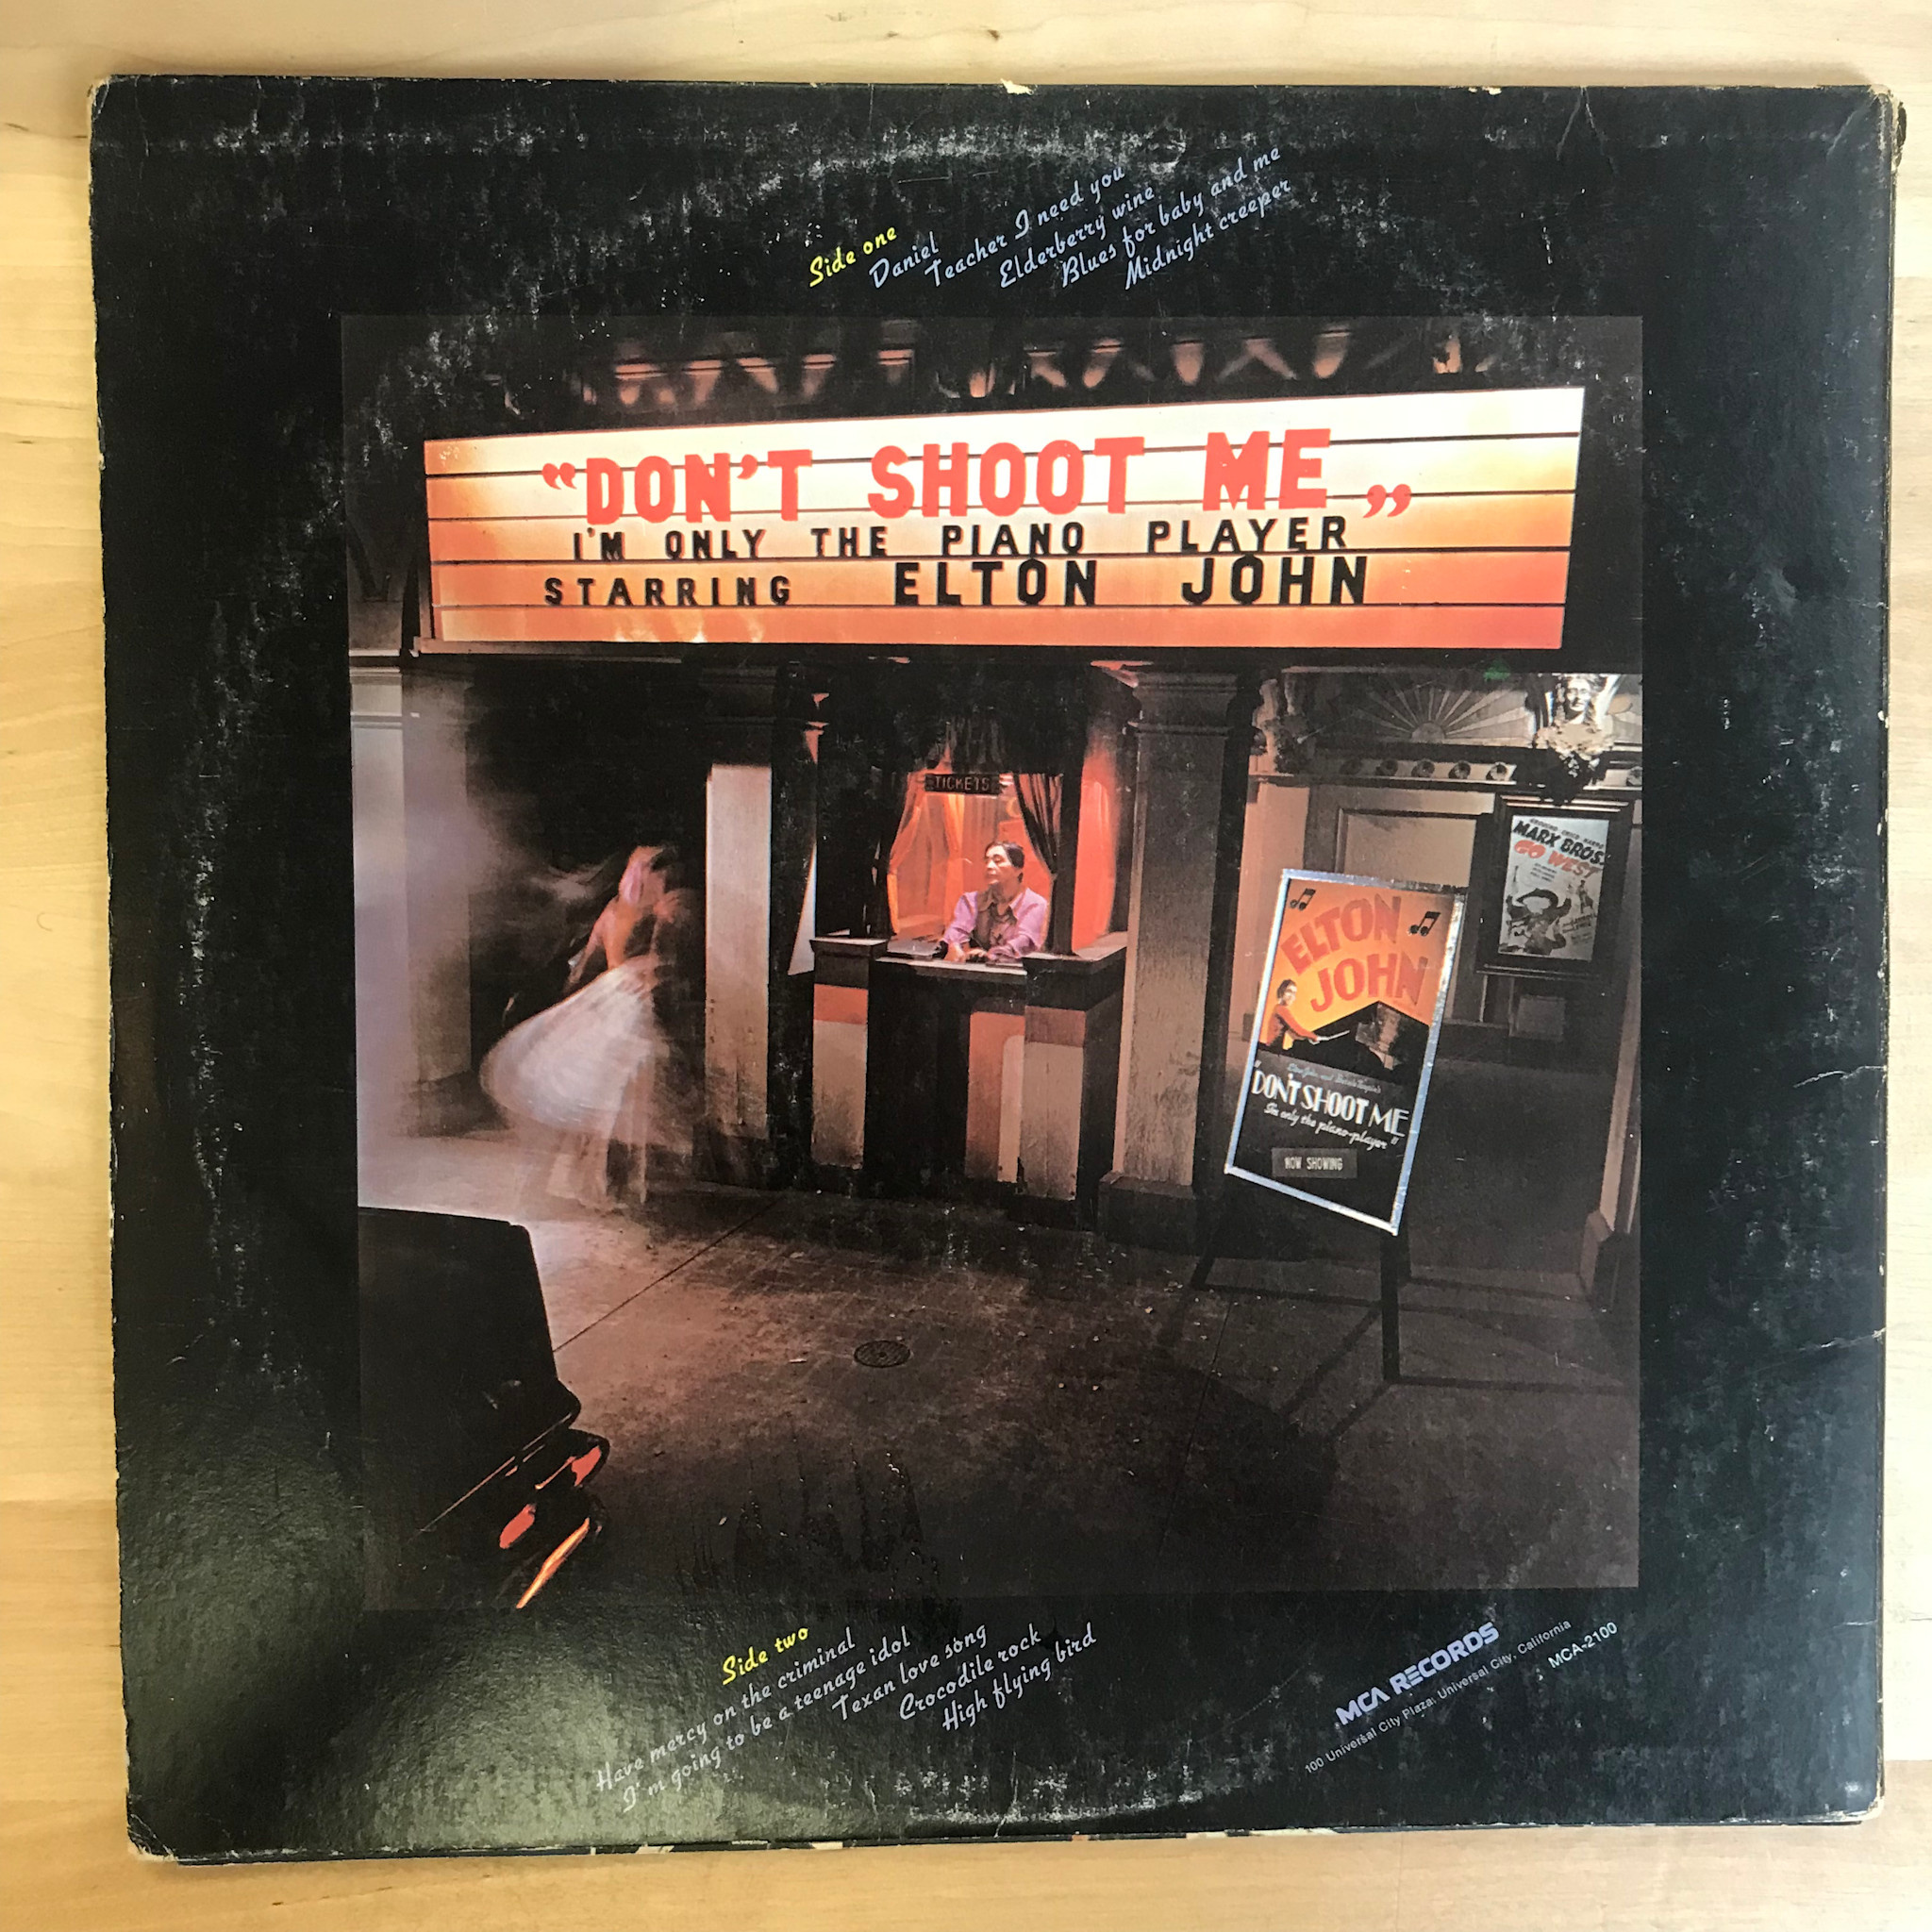 Side one
Daniel
Teacher I need you
Elderberry wine
Blues for baby and me
Midnight creeper
"DON'T SHOOT ME"
I'M ONLY THE PIANO PLAYER
STARRING ELTON JOHN
TICKETS
MARX BROS.
GO WEST
ELTON
JOHN
"DON'T SHOOT ME
I'm only the piano-player"
NOW SHOWING
Side two
Have mercy on the criminal
I'm going to be a teenage idol
Texan love song
Crocodile rock
High flying bird
MCA RECORDS
100 Universal City Plaza, Universal City, California
MCA-2100